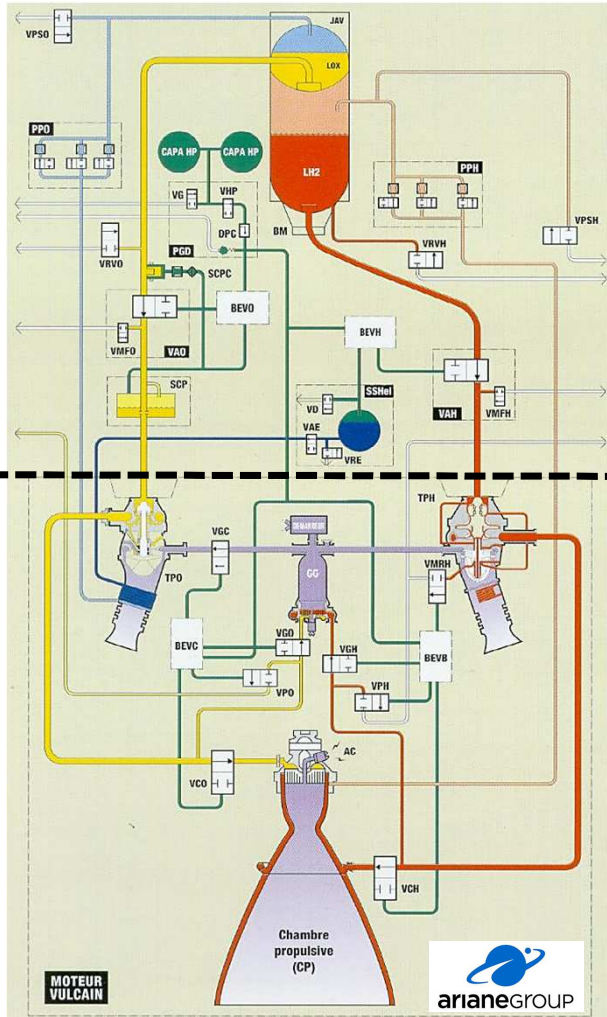 VPSO
JAV
LOX
PPO
CAPA HP
CAPA HP
LH2
PPH
VG
VHP
DPC
BM
VPSH
PGD
VRVO
VRVH
SCPC
BEVO
BEVH
VMFO
VAO
SCP
SSHel
VAH
VMFH
VD
VAE
VRE
TPH
DEMARREUR
VGC
TPO
GG
VMRH
BEVC
VGO
VGH
BEVB
VPO
VPH
AC
VCO
VCH
Chambre
propulsive
(CP)
MOTEUR
VULCAIN
arianeGROUP